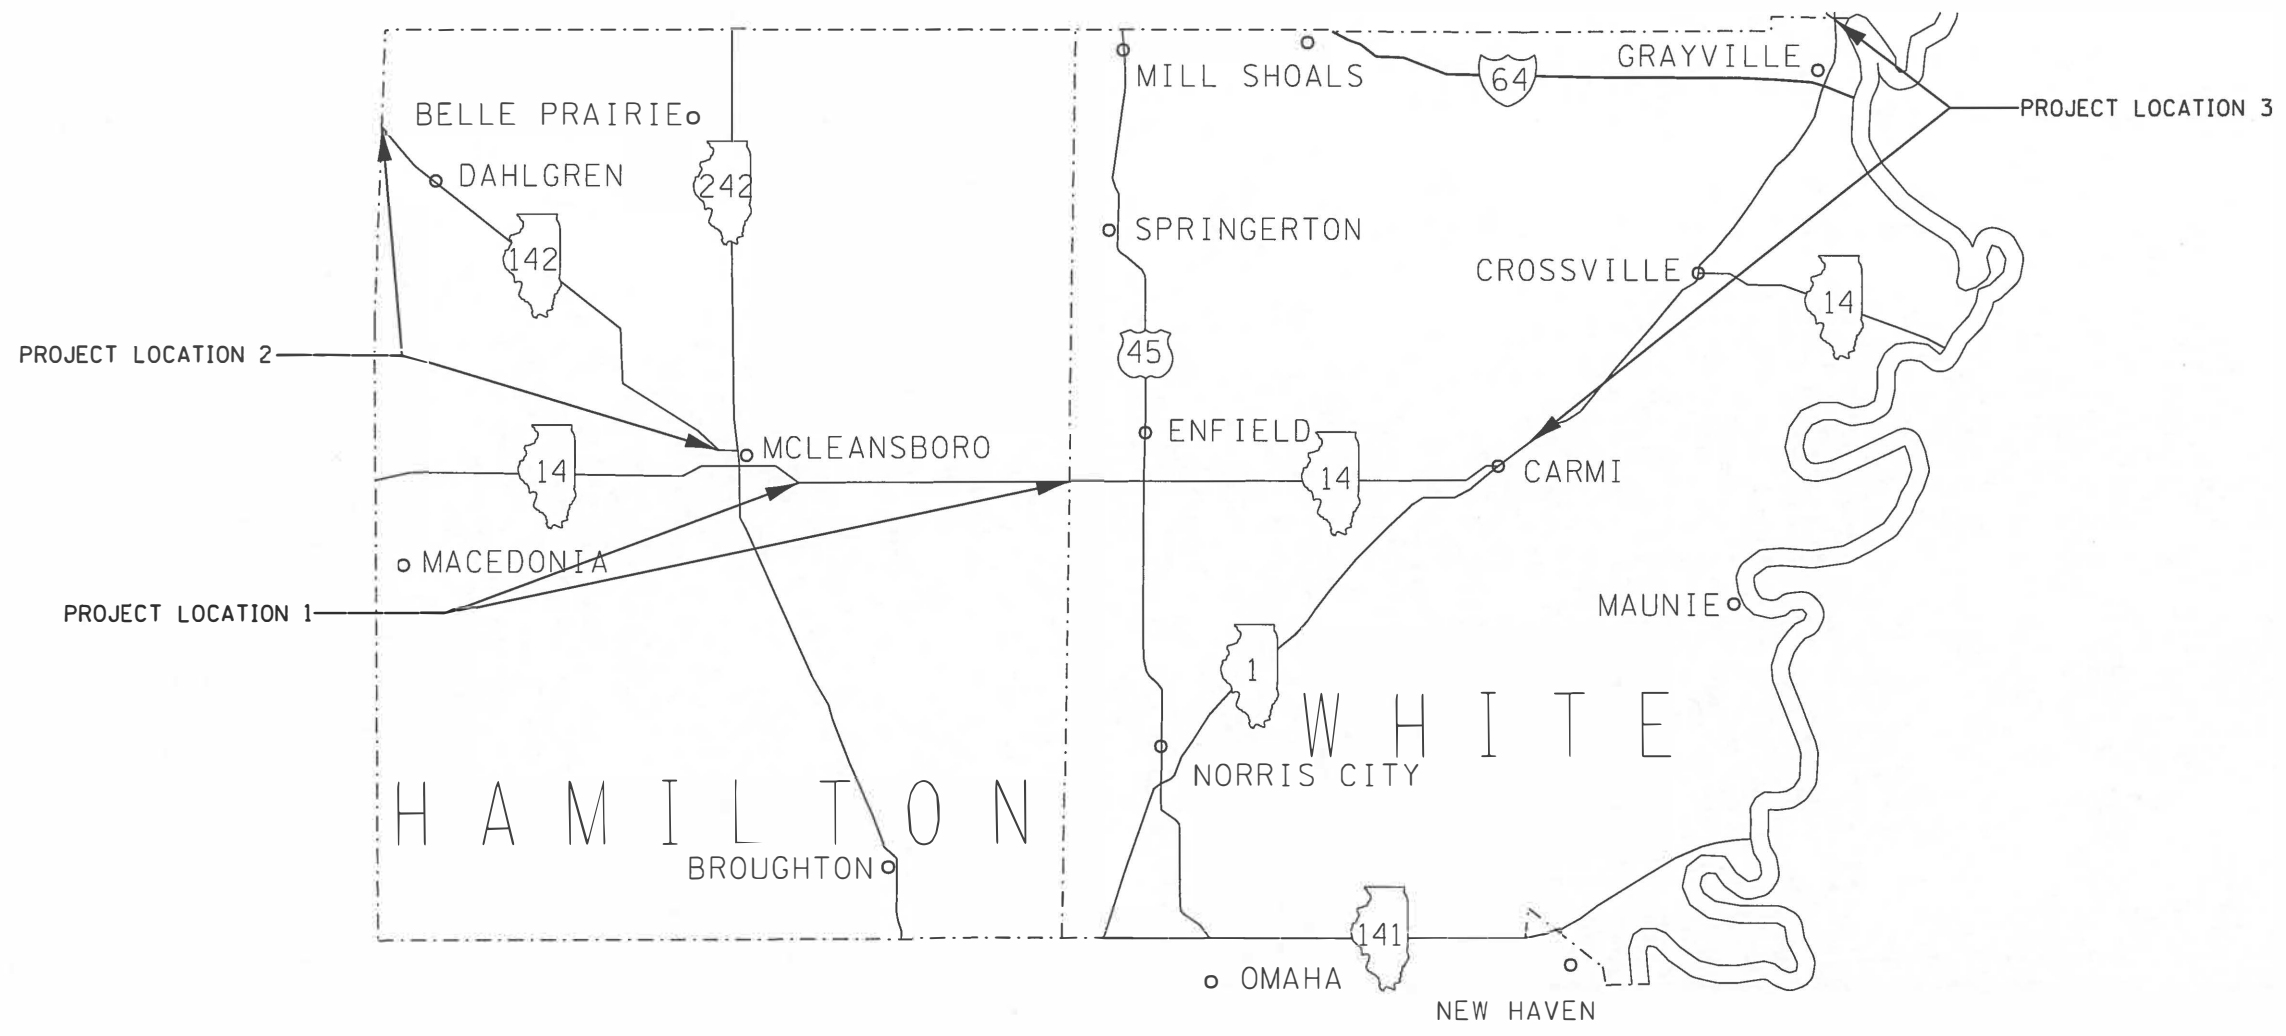 GRAYVILLE
MILL SHOALS
64
PROJECT LOCATION 3
BELLE PRAIRIE
DAHLGREN
242
SPRINGERTON
142
CROSSVILLE
14
PROJECT LOCATION 2
45
ENFIELD
MCLEANSBORO
14
14
CARMI
MACEDONIA
PROJECT LOCATION 1
MAUNIE
1
WHITE
NORRIS CITY
HAMILTON
BROUGHTON
141
OMAHA
NEW HAVEN